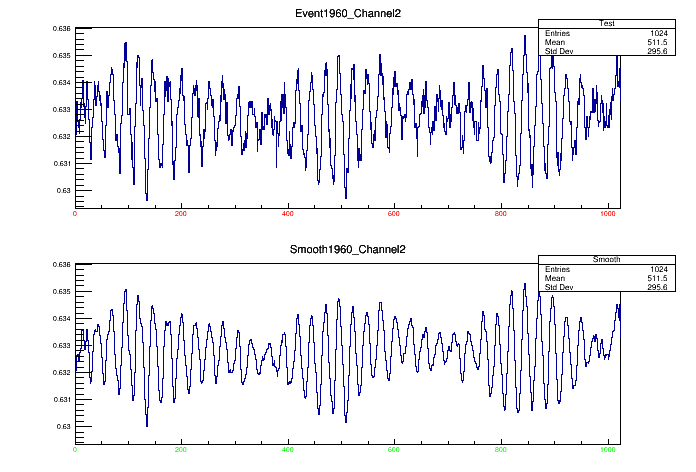 Event1960_Channel2
Test
Entries 1024
Mean 511.5
Std Dev 295.6
0.636
0.635
0.634
0.633
0.632
0.631
0.63
0 200 400 600 800 1000
Smooth1960_Channel2
Smooth
Entries 1024
Mean 511.5
Std Dev 295.6
0.636
0.635
0.634
0.633
0.632
0.631
0.63
0 200 400 600 800 1000